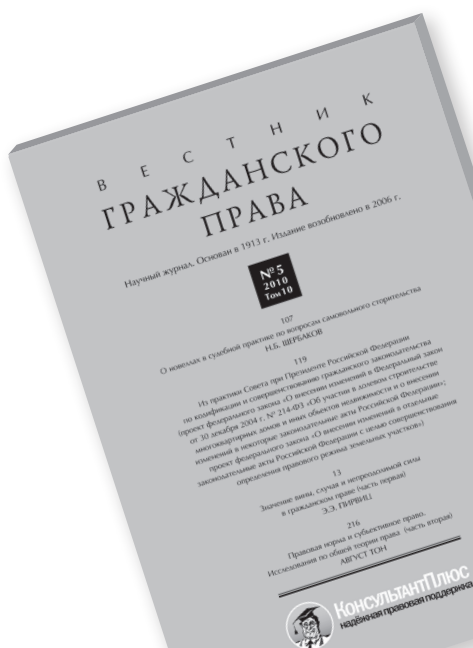 ВЕСТНИК
ГРАЖДАНСКОГО
ПРАВА
Научный журнал. Основан в 1913 г. Издание возобновлено в 2006 г.
№ 5
2010
Том 10
107
О новеллах в судебной практике по вопросам самовольного сторительства
Н.Б. ЩЕРБАКОВ
119
Из практики Совета при Президенте Российской Федерации
по кодификации и совершенствованию гражданского законодательства
(проект федерального закона «О внесении изменений в Федеральный закон
от 30 декабря 2004 г. № 214-ФЗ «Об участии в долевом строительстве
многоквартирных домов и иных объектов недвижимости и о внесении
изменений в некоторые законодательные акты Российской Федерации»;
проект федерального закона «О внесении изменений в отдельные
законодательные акты Российской Федерации с целью совершенствования
определения правового режима земельных участков»)
13
Значение вины, случая и непреодолимой силы
в гражданском праве (часть первая)
Э.Э. ПИРВИЦ
216
Правовая норма и субъективное право.
Исследования по общей теории права (часть вторая)
АВГУСТ ТОН
КонсультантПлюс
надёжная правовая поддержка